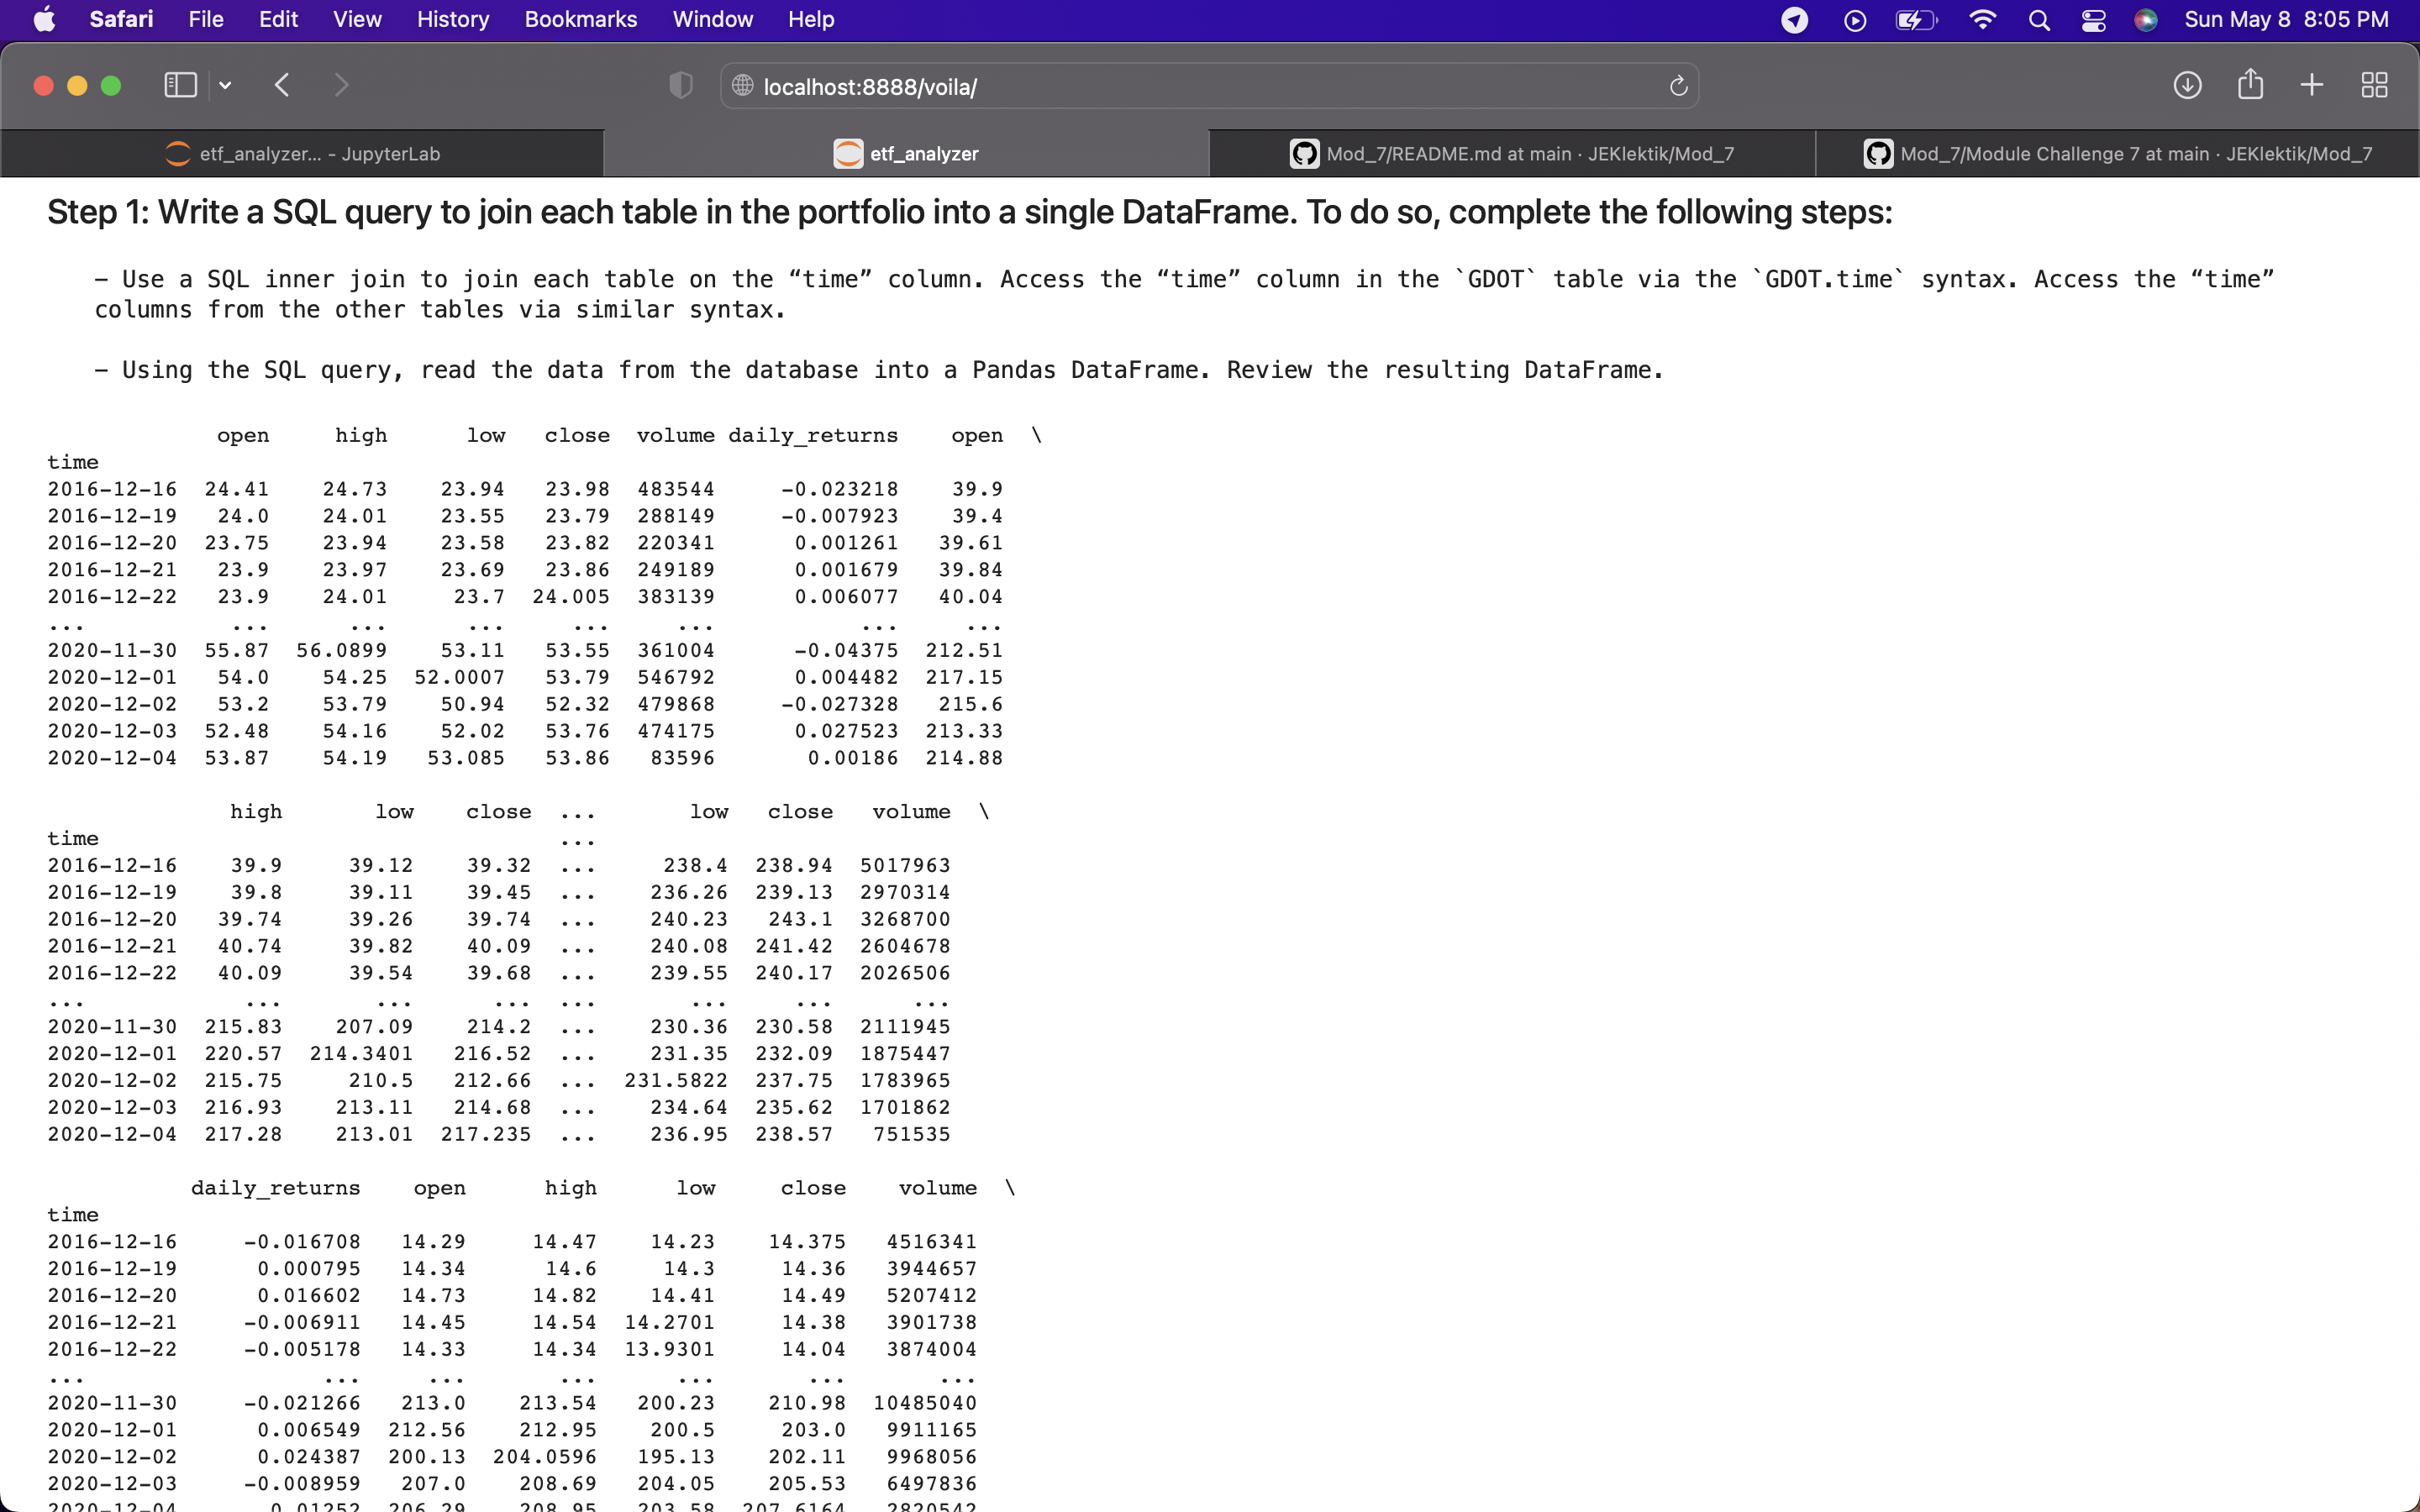 Safari File Edit View History Bookmarks Window Help Sun May 8 8:05 PM
localhost:8888/voila/
etf_analyzer... - JupyterLab etf_analyzer Mod_7/README.md at main · JEKlektik/Mod_7 Mod_7/Module Challenge 7 at main · JEKlektik/Mod_7
Step 1: Write a SQL query to join each table in the portfolio into a single DataFrame. To do so, complete the following steps:
– Use a SQL inner join to join each table on the “time” column. Access the “time” column in the `GDOT` table via the `GDOT.time` syntax. Access the “time”
columns from the other tables via similar syntax.
– Using the SQL query, read the data from the database into a Pandas DataFrame. Review the resulting DataFrame.
open high low close volume daily_returns open \
time
2016-12-16 24.41 24.73 23.94 23.98 483544 -0.023218 39.9
2016-12-19 24.0 24.01 23.55 23.79 288149 -0.007923 39.4
2016-12-20 23.75 23.94 23.58 23.82 220341 0.001261 39.61
2016-12-21 23.9 23.97 23.69 23.86 249189 0.001679 39.84
2016-12-22 23.9 24.01 23.7 24.005 383139 0.006077 40.04
... ... ... ... ... ... ... ...
2020-11-30 55.87 56.0899 53.11 53.55 361004 -0.04375 212.51
2020-12-01 54.0 54.25 52.0007 53.79 546792 0.004482 217.15
2020-12-02 53.2 53.79 50.94 52.32 479868 -0.027328 215.6
2020-12-03 52.48 54.16 52.02 53.76 474175 0.027523 213.33
2020-12-04 53.87 54.19 53.085 53.86 83596 0.00186 214.88
high low close ... low close volume \
time ...
2016-12-16 39.9 39.12 39.32 ... 238.4 238.94 5017963
2016-12-19 39.8 39.11 39.45 ... 236.26 239.13 2970314
2016-12-20 39.74 39.26 39.74 ... 240.23 243.1 3268700
2016-12-21 40.74 39.82 40.09 ... 240.08 241.42 2604678
2016-12-22 40.09 39.54 39.68 ... 239.55 240.17 2026506
... ... ... ... ... ... ... ...
2020-11-30 215.83 207.09 214.2 ... 230.36 230.58 2111945
2020-12-01 220.57 214.3401 216.52 ... 231.35 232.09 1875447
2020-12-02 215.75 210.5 212.66 ... 231.5822 237.75 1783965
2020-12-03 216.93 213.11 214.68 ... 234.64 235.62 1701862
2020-12-04 217.28 213.01 217.235 ... 236.95 238.57 751535
daily_returns open high low close volume \
time
2016-12-16 -0.016708 14.29 14.47 14.23 14.375 4516341
2016-12-19 0.000795 14.34 14.6 14.3 14.36 3944657
2016-12-20 0.016602 14.73 14.82 14.41 14.49 5207412
2016-12-21 -0.006911 14.45 14.54 14.2701 14.38 3901738
2016-12-22 -0.005178 14.33 14.34 13.9301 14.04 3874004
... ... ... ... ... ... ...
2020-11-30 -0.021266 213.0 213.54 200.23 210.98 10485040
2020-12-01 0.006549 212.56 212.95 200.5 203.0 9911165
2020-12-02 0.024387 200.13 204.0596 195.13 202.11 9968056
2020-12-03 -0.008959 207.0 208.69 204.05 205.53 6497836
2020-12-04 0.01252 206.29 208.95 203.58 207.6164 2820542